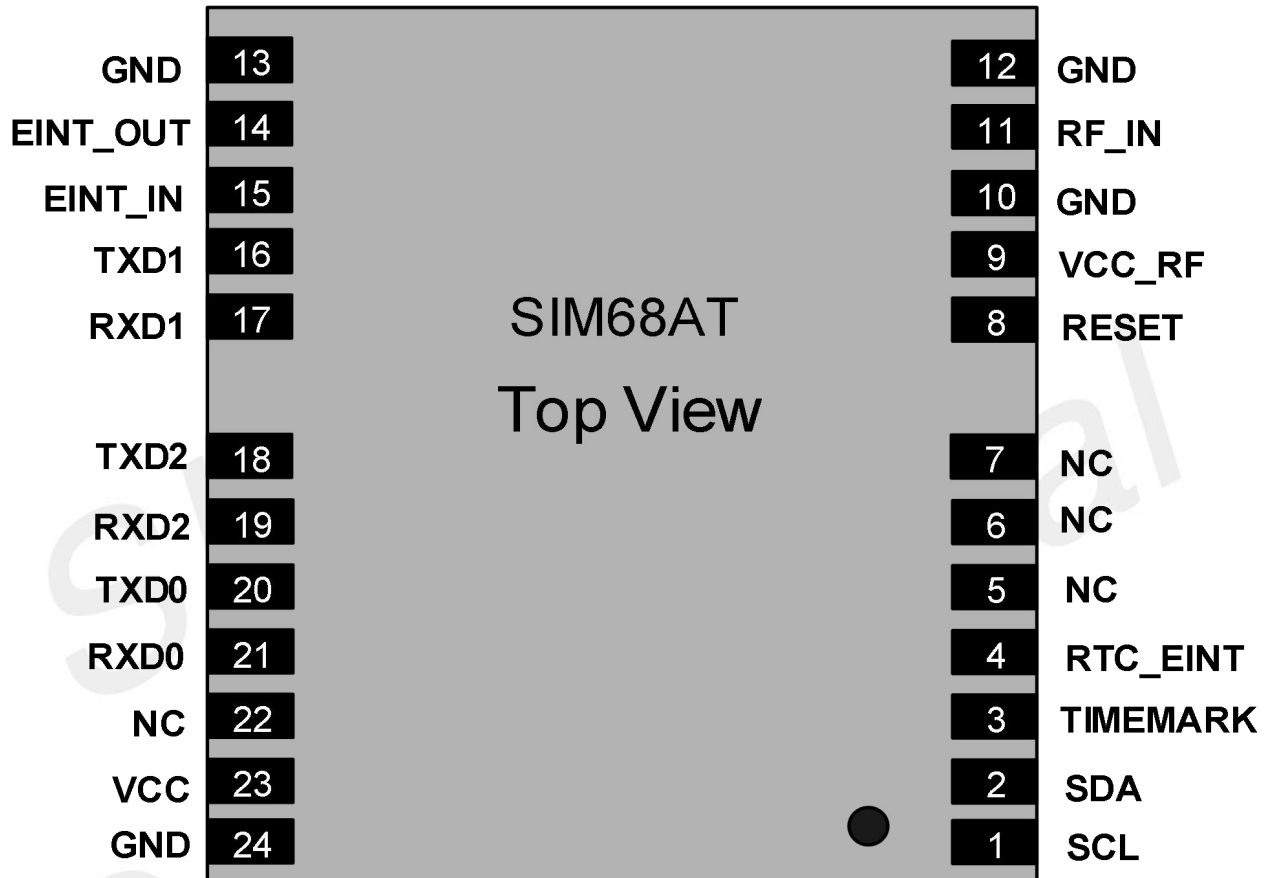 GND 13 12 GND
EINT_OUT 14 11 RF_IN
EINT_IN 15 10 GND
TXD1 16 9 VCC_RF
RXD1 17 SIM68AT 8 RESET
Top View
TXD2 18 7 NC
RXD2 19 6 NC
TXD0 20 5 NC
RXD0 21 4 RTC_EINT
NC 22 3 TIMEMARK
VCC 23 2 SDA
GND 24 1 SCL